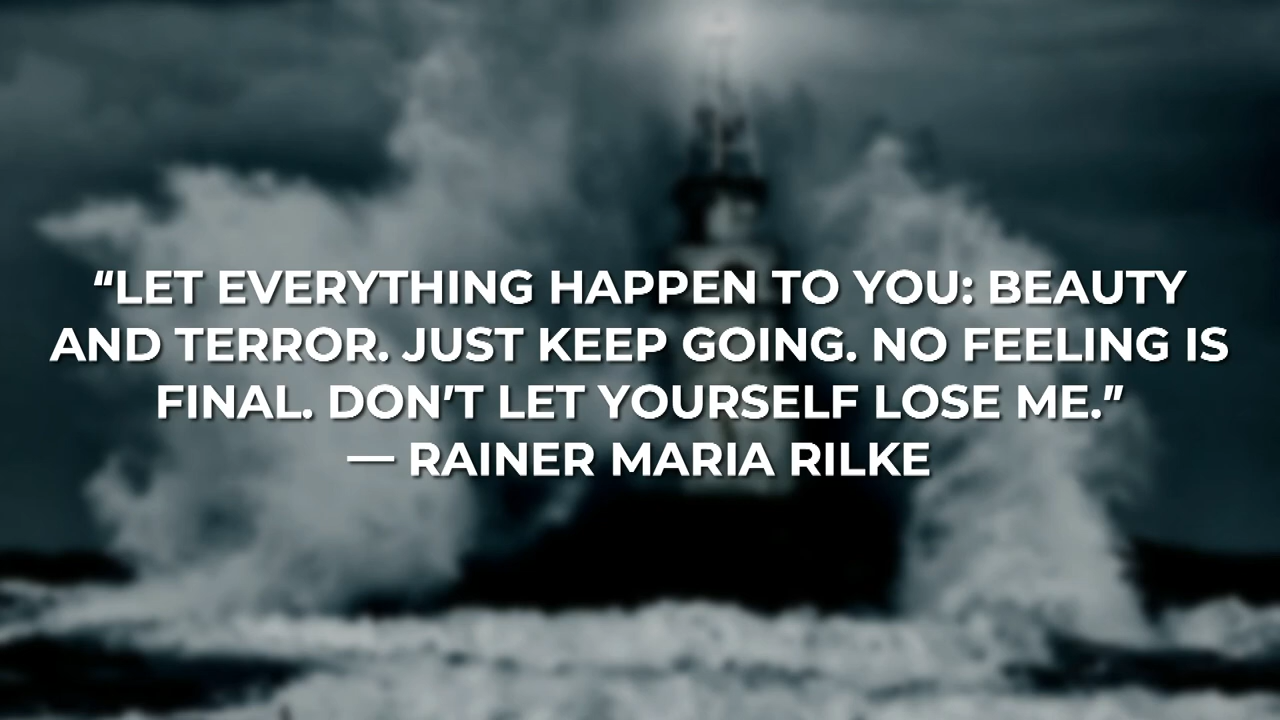 “LET EVERYTHING HAPPEN TO YOU: BEAUTY
AND TERROR. JUST KEEP GOING. NO FEELING IS
FINAL. DON’T LET YOURSELF LOSE ME.”
— RAINER MARIA RILKE